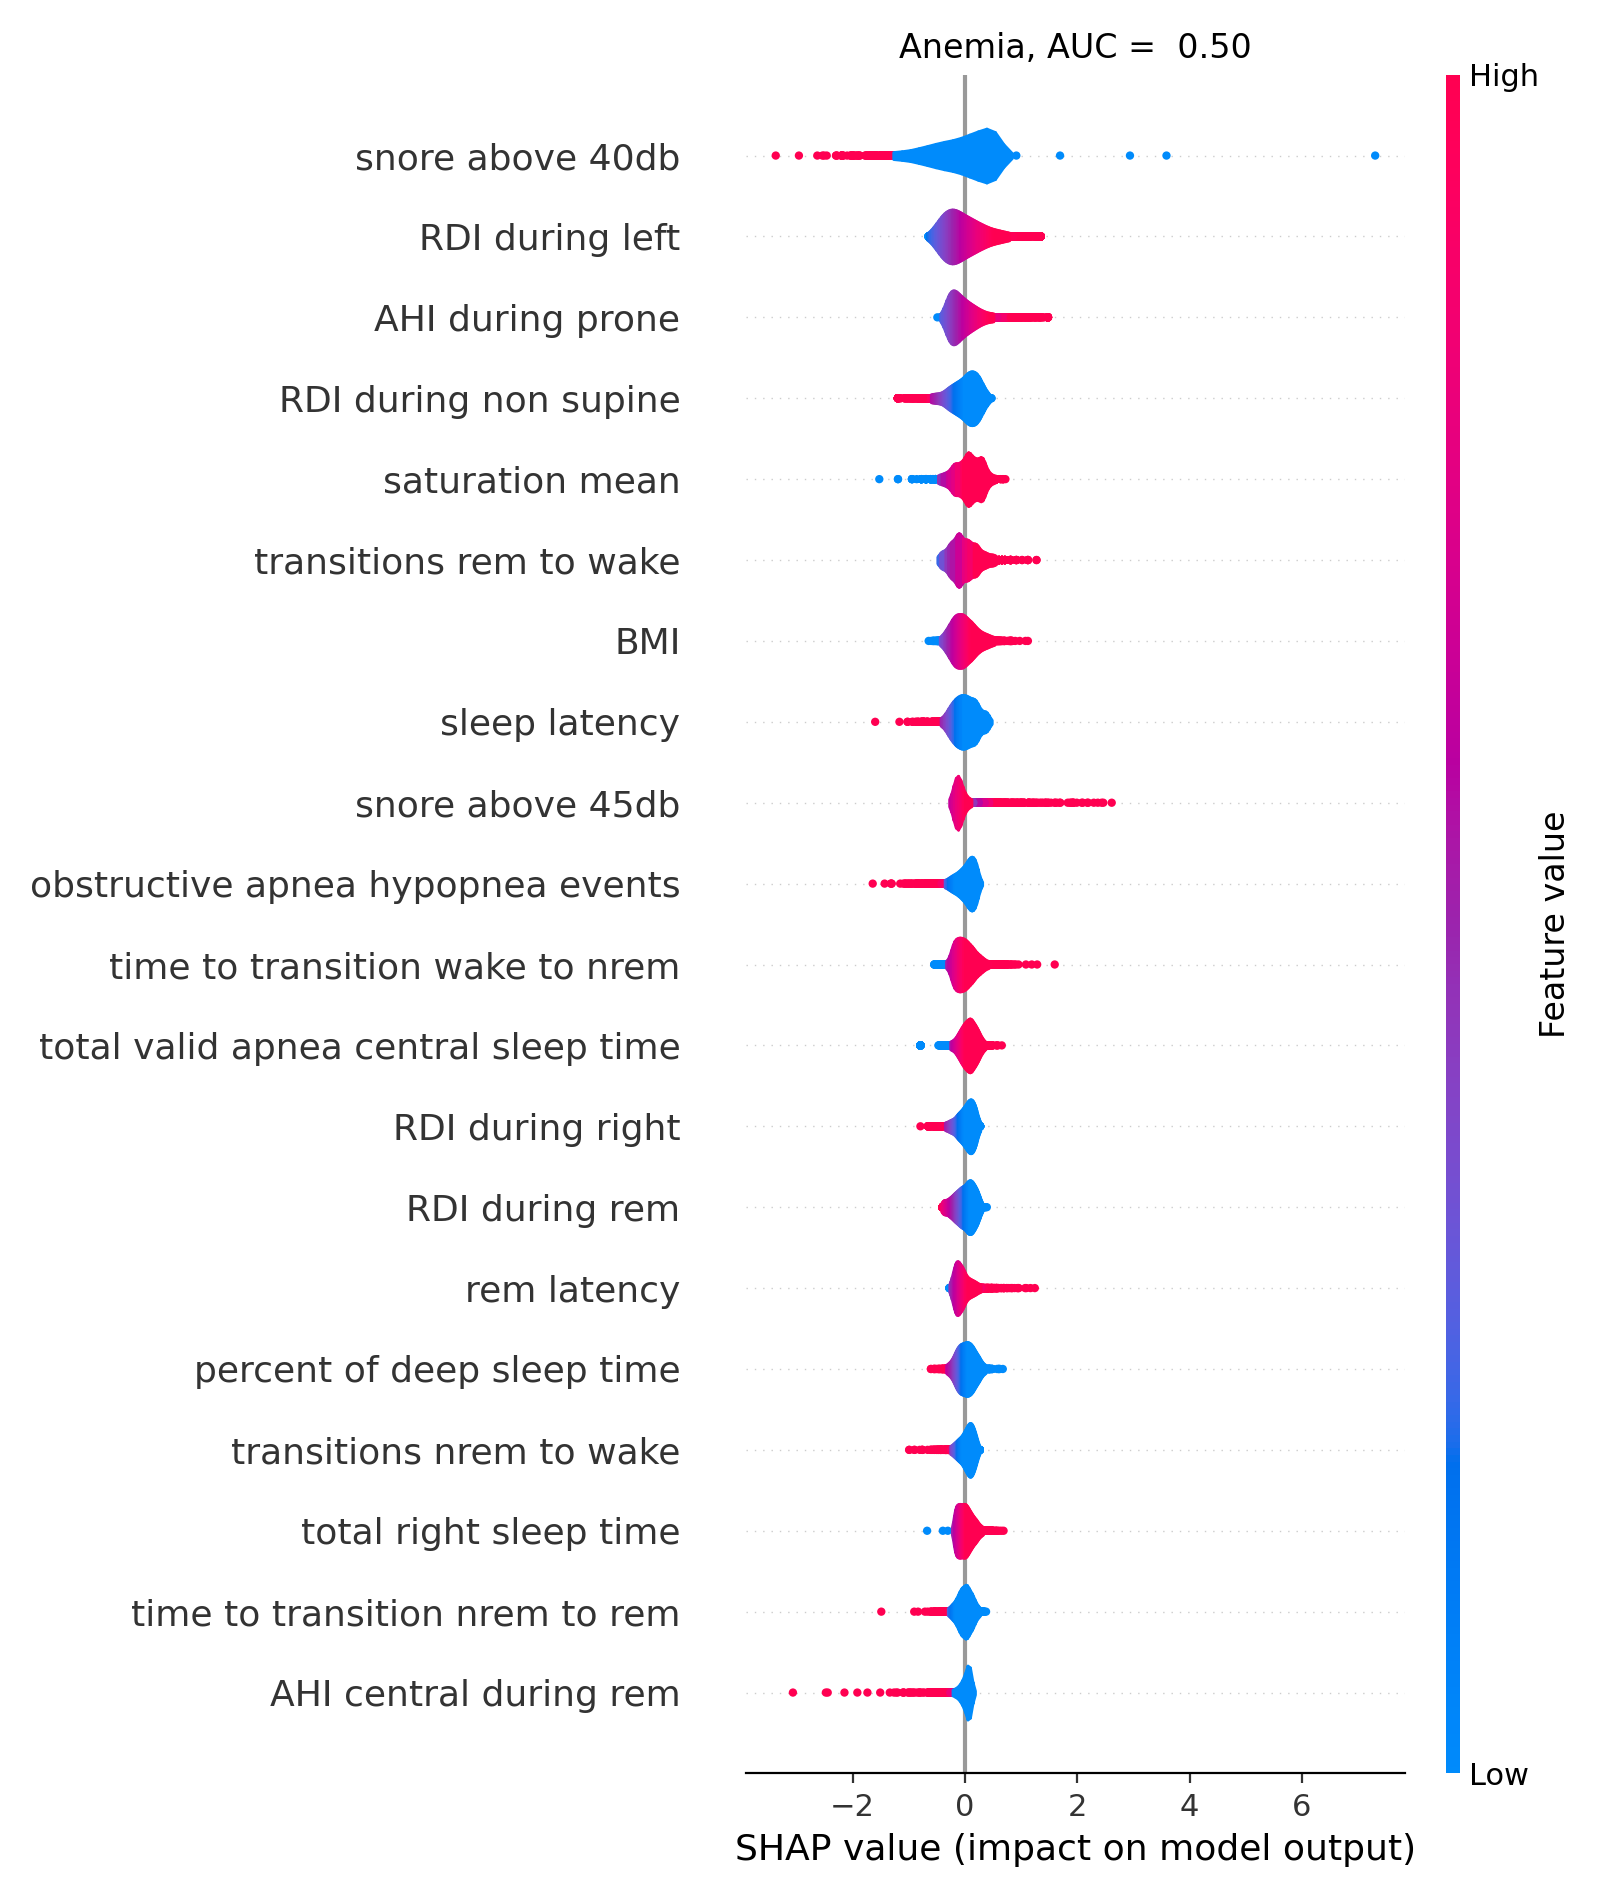 Anemia, AUC =  0.50
High
snore above 40db
RDI during left
AHI during prone
RDI during non supine
saturation mean
transitions rem to wake
BMI
sleep latency
snore above 45db
obstructive apnea hypopnea events
time to transition wake to nrem
total valid apnea central sleep time
RDI during right
RDI during rem
rem latency
percent of deep sleep time
transitions nrem to wake
total right sleep time
time to transition nrem to rem
AHI central during rem
Feature value
Low
−2 0 2 4 6
SHAP value (impact on model output)